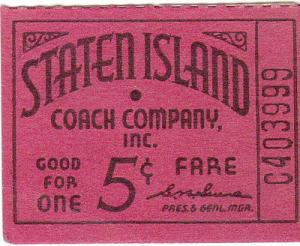 STATEN ISLAND
COACH COMPANY,
INC.
GOOD
FOR
ONE
5¢
FARE
PRES. & GENL. MGR.
C403999